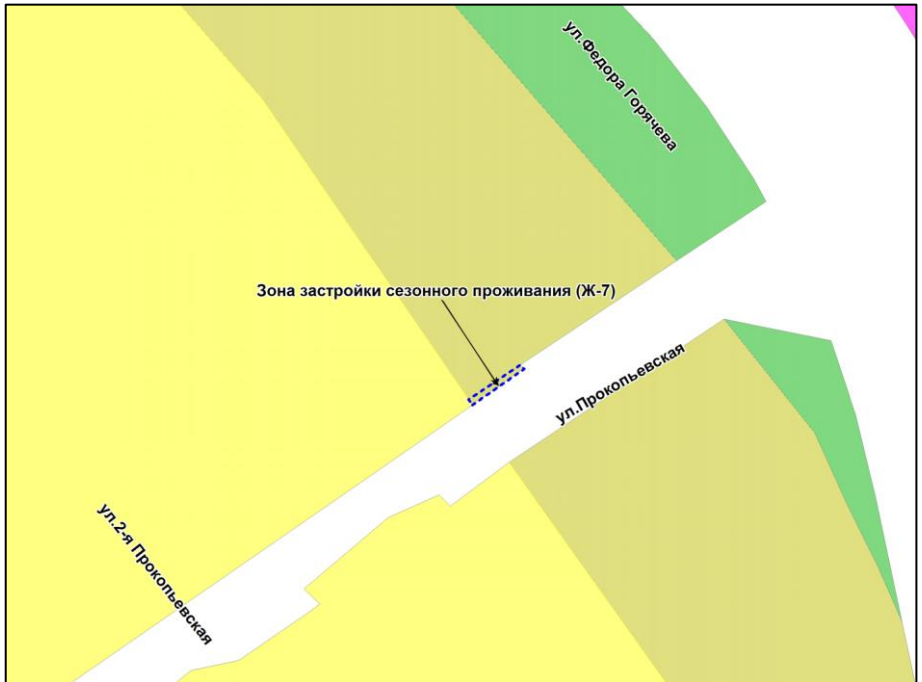 ул.Федора Горячева
Зона застройки сезонного проживания (Ж-7)
ул.Прокопьевская
ул.2-я Прокопьевская